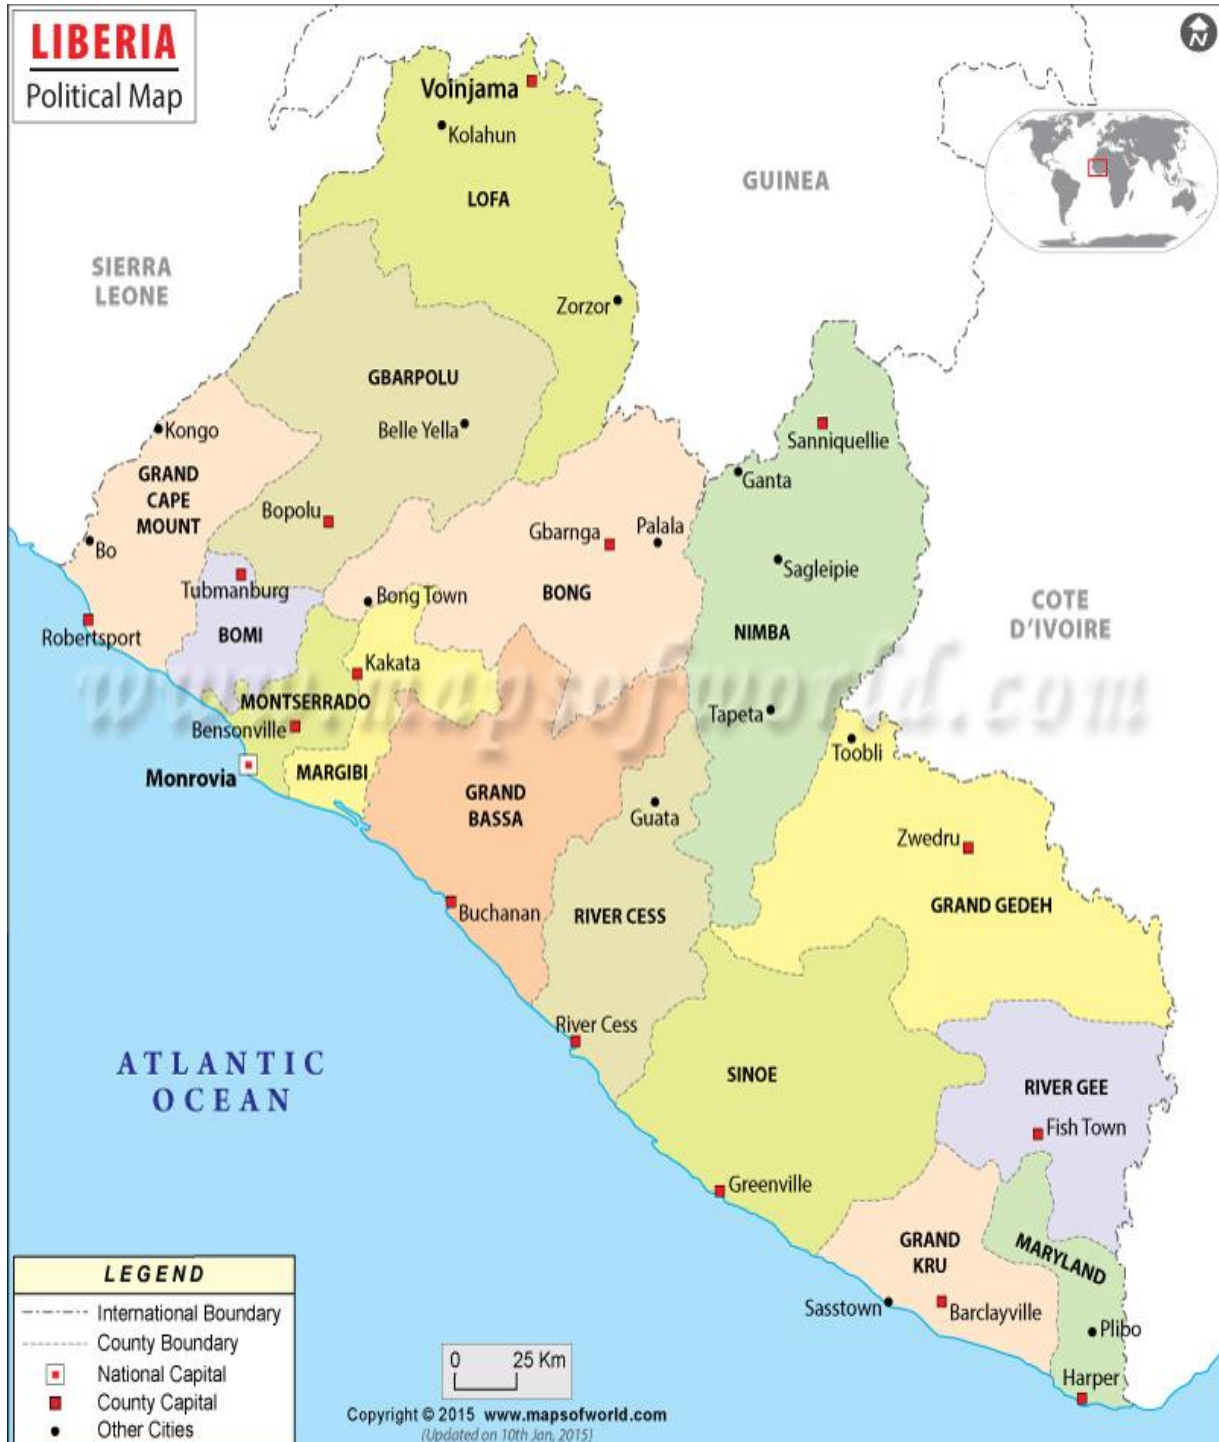 LIBERIA
Political Map
N
Voinjama
Kolahun
LOFA
GUINEA
SIERRA
LEONE
Zorzor
GBARPOLU
Belle Yella
Kongo
GRAND
CAPE
MOUNT
Sanniquellie
Ganta
Bopolu
Gbarnga
Palala
Bo
Sagleipie
Tubmanburg
Bong Town
BONG
COTE
D'IVOIRE
Robertsport
BOMI
NIMBA
Kakata
www.mapsofworld.com
MONTSERRADO
Bensonville
Tapeta
Toobli
Monrovia
MARGIBI
GRAND
BASSA
Guata
Zwedru
Buchanan
RIVER CESS
GRAND GEDEH
River Cess
ATLANTIC
OCEAN
SINOE
RIVER GEE
Fish Town
Greenville
GRAND
KRU
MARYLAND
Sasstown
Barclayville
Plibo
Harper
LEGEND
International Boundary
County Boundary
National Capital
County Capital
Other Cities
0 25 Km
Copyright © 2015 www.mapsofworld.com
(Updated on 10th Jan, 2015)